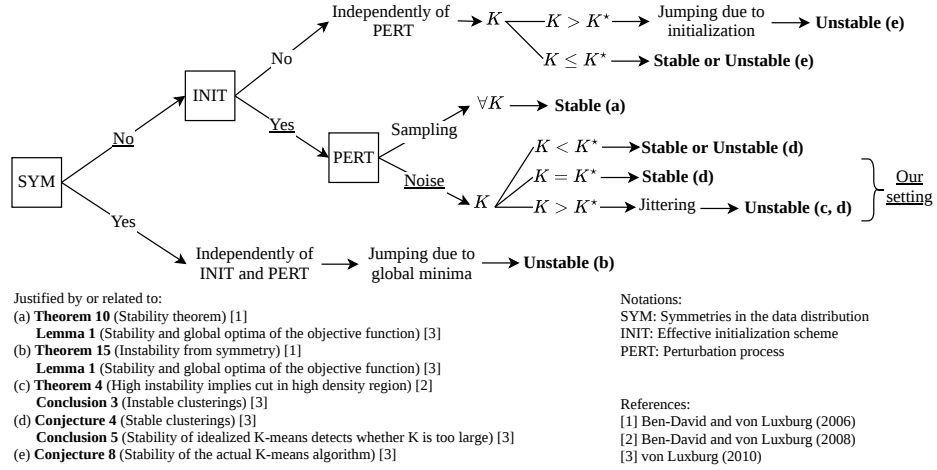 Independently of
PERT
K
K > K⋆
Jumping due to
initialization
Unstable (e)
K ≤ K⋆
Stable or Unstable (e)
No
INIT
Yes
∀K
Stable (a)
Sampling
PERT
Noise
K
K < K⋆
Stable or Unstable (d)
K = K⋆
Stable (d)
K > K⋆
Jittering
Unstable (c, d)
Our
setting
No
SYM
Yes
Independently of
INIT and PERT
Jumping due to
global minima
Unstable (b)
Justified by or related to:
(a) Theorem 10 (Stability theorem) [1]
Lemma 1 (Stability and global optima of the objective function) [3]
(b) Theorem 15 (Instability from symmetry) [1]
Lemma 1 (Stability and global optima of the objective function) [3]
(c) Theorem 4 (High instability implies cut in high density region) [2]
Conclusion 3 (Instable clusterings) [3]
(d) Conjecture 4 (Stable clusterings) [3]
Conclusion 5 (Stability of idealized K-means detects whether K is too large) [3]
(e) Conjecture 8 (Stability of the actual K-means algorithm) [3]
Notations:
SYM: Symmetries in the data distribution
INIT: Effective initialization scheme
PERT: Perturbation process
References:
[1] Ben-David and von Luxburg (2006)
[2] Ben-David and von Luxburg (2008)
[3] von Luxburg (2010)